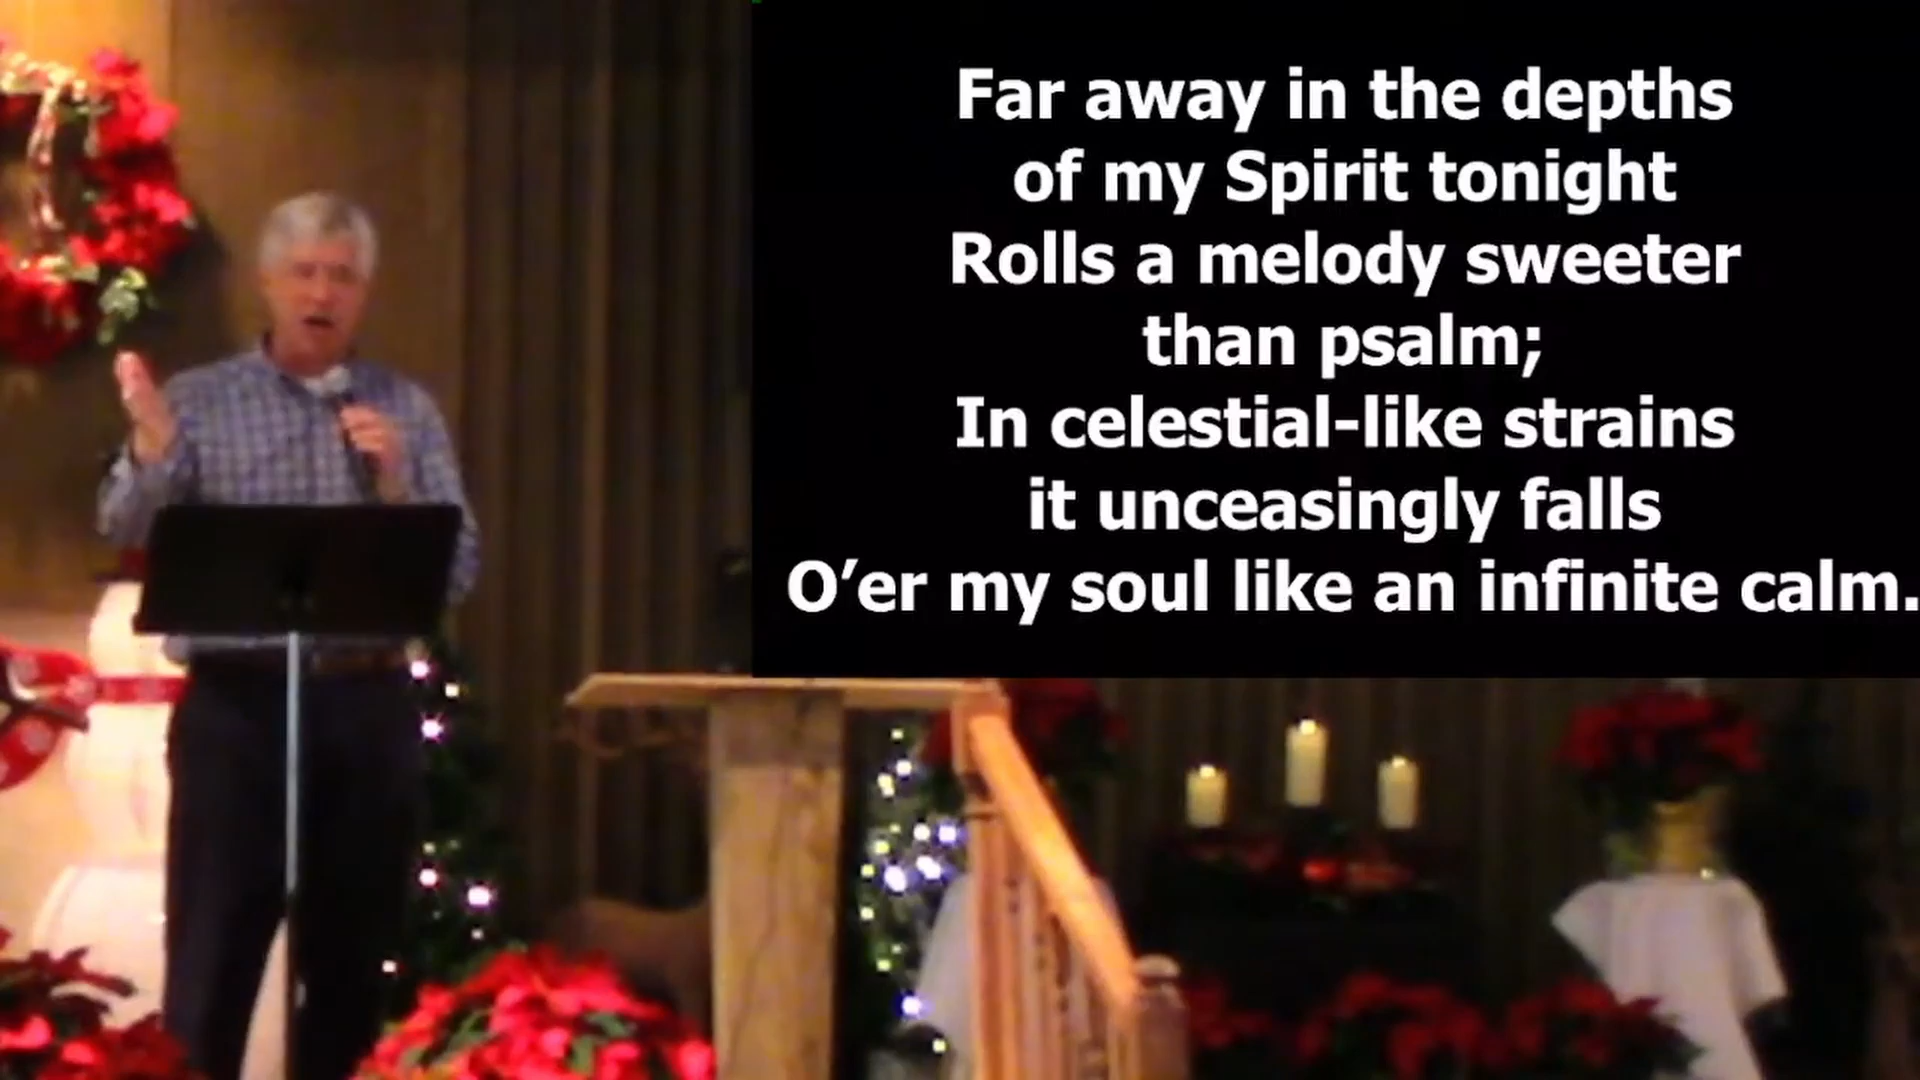 Far away in the depths
of my Spirit tonight
Rolls a melody sweeter
than psalm;
In celestial-like strains
it unceasingly falls
O’er my soul like an infinite calm.